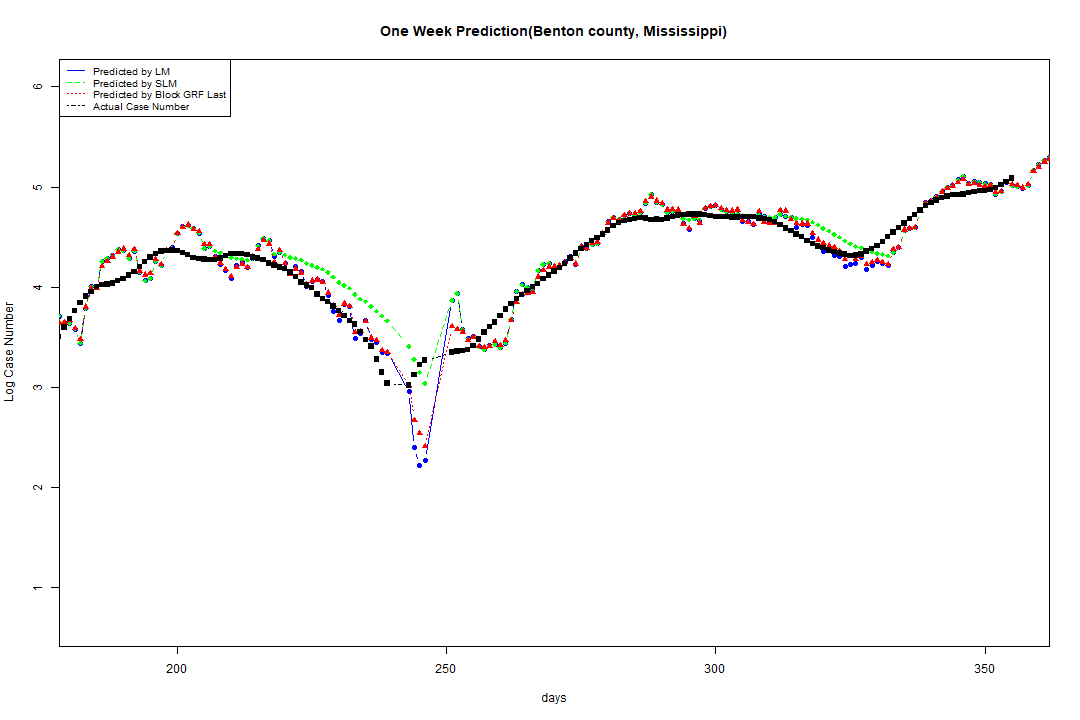 One Week Prediction(Benton county, Mississippi)
Predicted by LM
Predicted by SLM
Predicted by Block GRF Last
Actual Case Number
6
5
4
3
2
1
Log Case Number
200
250
300
350
days